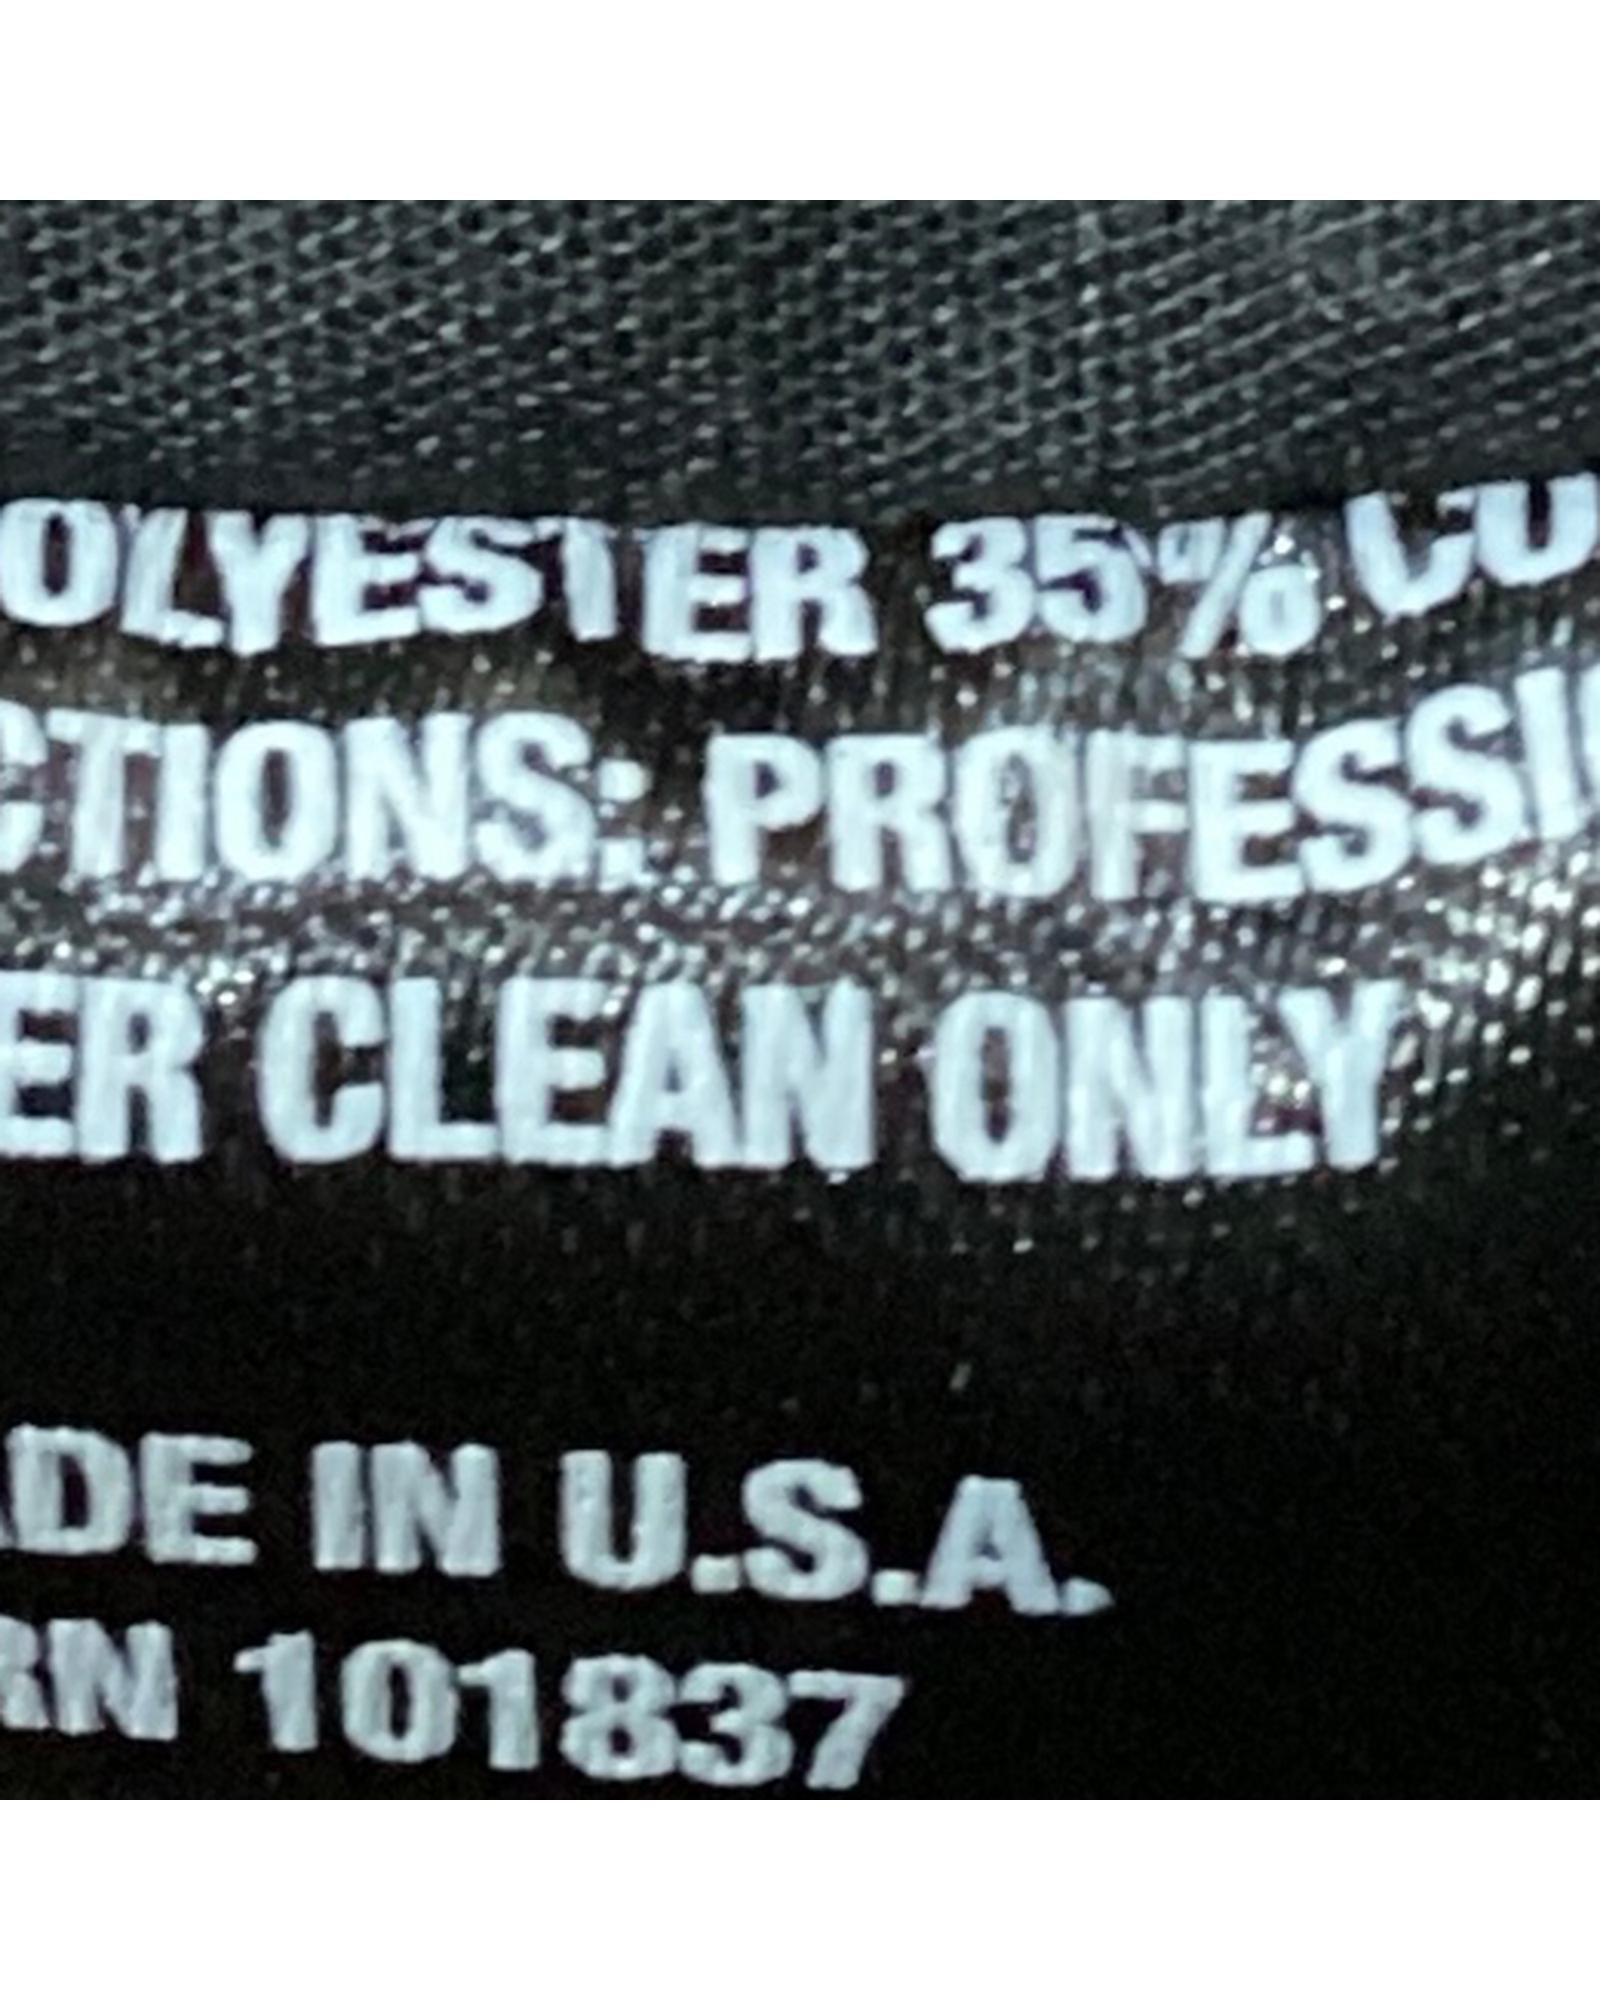 OLYESTER 35% CO
CTIONS: PROFESSI
ER CLEAN ONLY
ADE IN U.S.A.
RN 101837